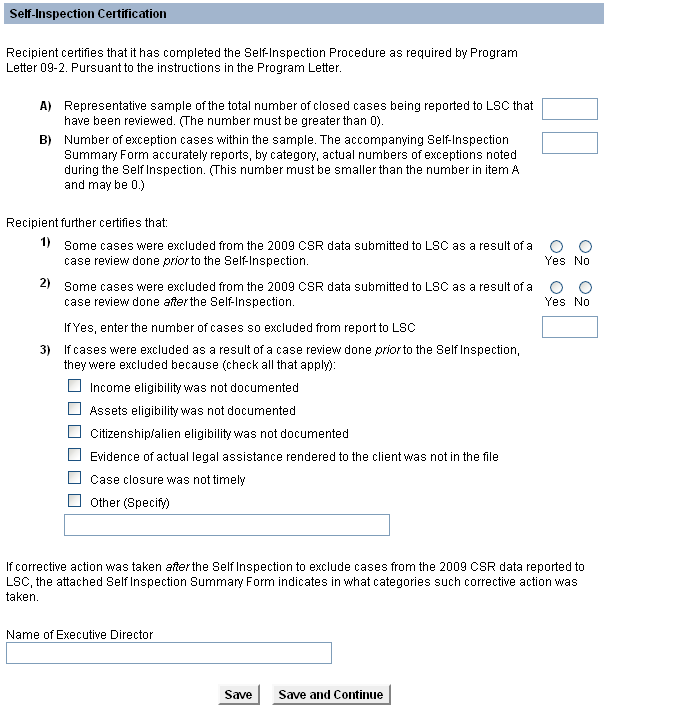 Self-Inspection Certification
Recipient certifies that it has completed the Self-Inspection Procedure as required by Program
Letter 09-2. Pursuant to the instructions in the Program Letter.
A) Representative sample of the total number of closed cases being reported to LSC that
have been reviewed. (The number must be greater than 0).
B) Number of exception cases within the sample. The accompanying Self-Inspection
Summary Form accurately reports, by category, actual numbers of exceptions noted
during the Self Inspection. (This number must be smaller than the number in item A
and may be 0.)
Recipient further certifies that:
1) Some cases were excluded from the 2009 CSR data submitted to LSC as a result of a
case review done prior to the Self-Inspection. Yes No
2) Some cases were excluded from the 2009 CSR data submitted to LSC as a result of a
case review done after the Self-Inspection. Yes No
If Yes, enter the number of cases so excluded from report to LSC
3) If cases were excluded as a result of a case review done prior to the Self Inspection,
they were excluded because (check all that apply):
Income eligibility was not documented
Assets eligibility was not documented
Citizenship/alien eligibility was not documented
Evidence of actual legal assistance rendered to the client was not in the file
Case closure was not timely
Other (Specify)
If corrective action was taken after the Self Inspection to exclude cases from the 2009 CSR data reported to
LSC, the attached Self Inspection Summary Form indicates in what categories such corrective action was
taken.
Name of Executive Director
Save Save and Continue